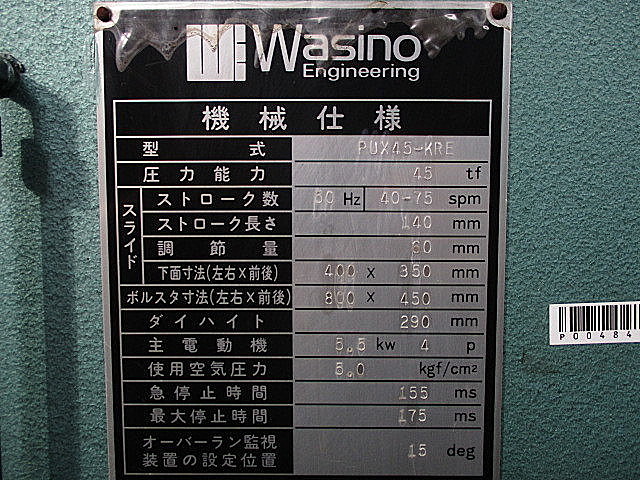 Wasino
Engineering
機械仕様
型式 PUX45-KRE
圧力能力 45 tf
スライド
ストローク数 60 Hz 40-75 spm
ストローク長さ 140 mm
調節量 60 mm
下面寸法(左右×前後) 400 × 350 mm
ボルスタ寸法(左右×前後) 800 × 450 mm
ダイハイト 290 mm
主電動機 5.5 kw 4 p
使用空気圧力 5.0 kgf/cm²
急停止時間 155 ms
最大停止時間 175 ms
オーバーラン監視
装置の設定位置 15 deg
P00484